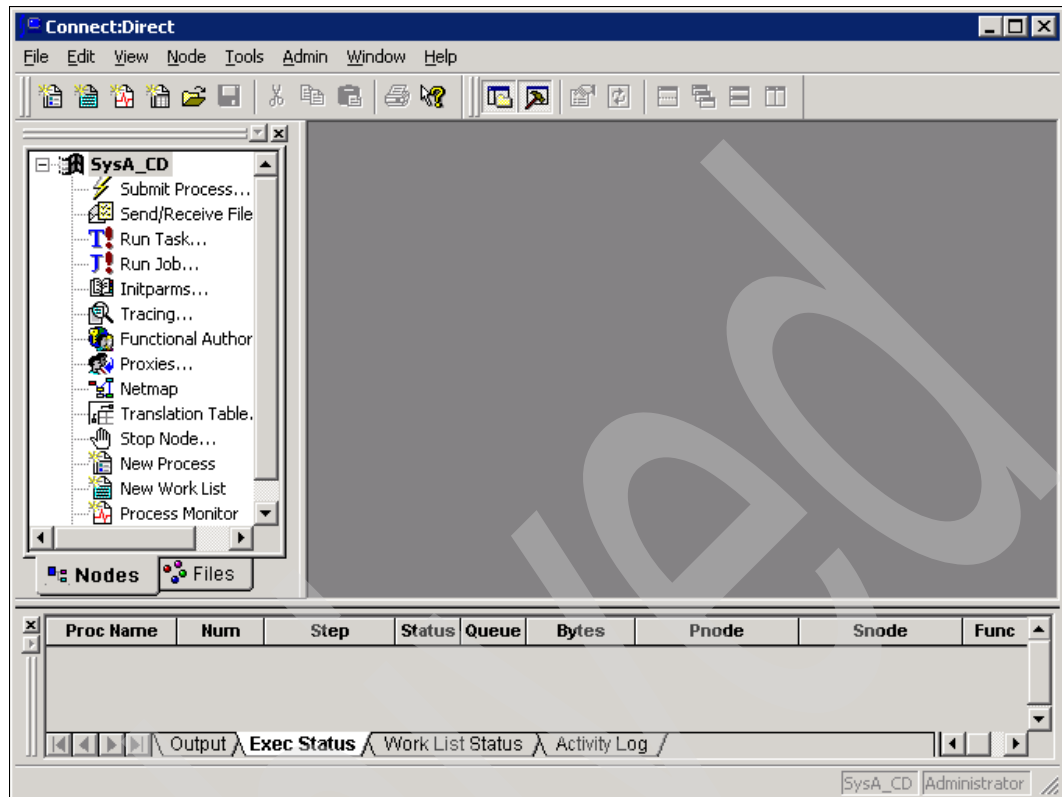 Connect:Direct
File Edit View Node Tools Admin Window Help
SysA_CD
Submit Process...
Send/Receive File
Run Task...
Run Job...
Initparms...
Tracing...
Functional Author
Proxies...
Netmap
Translation Table.
Stop Node...
New Process
New Work List
Process Monitor
Nodes Files
Proc Name Num Step Status Queue Bytes Pnode Snode Func
Output Exec Status Work List Status Activity Log
SysA_CD Administrator